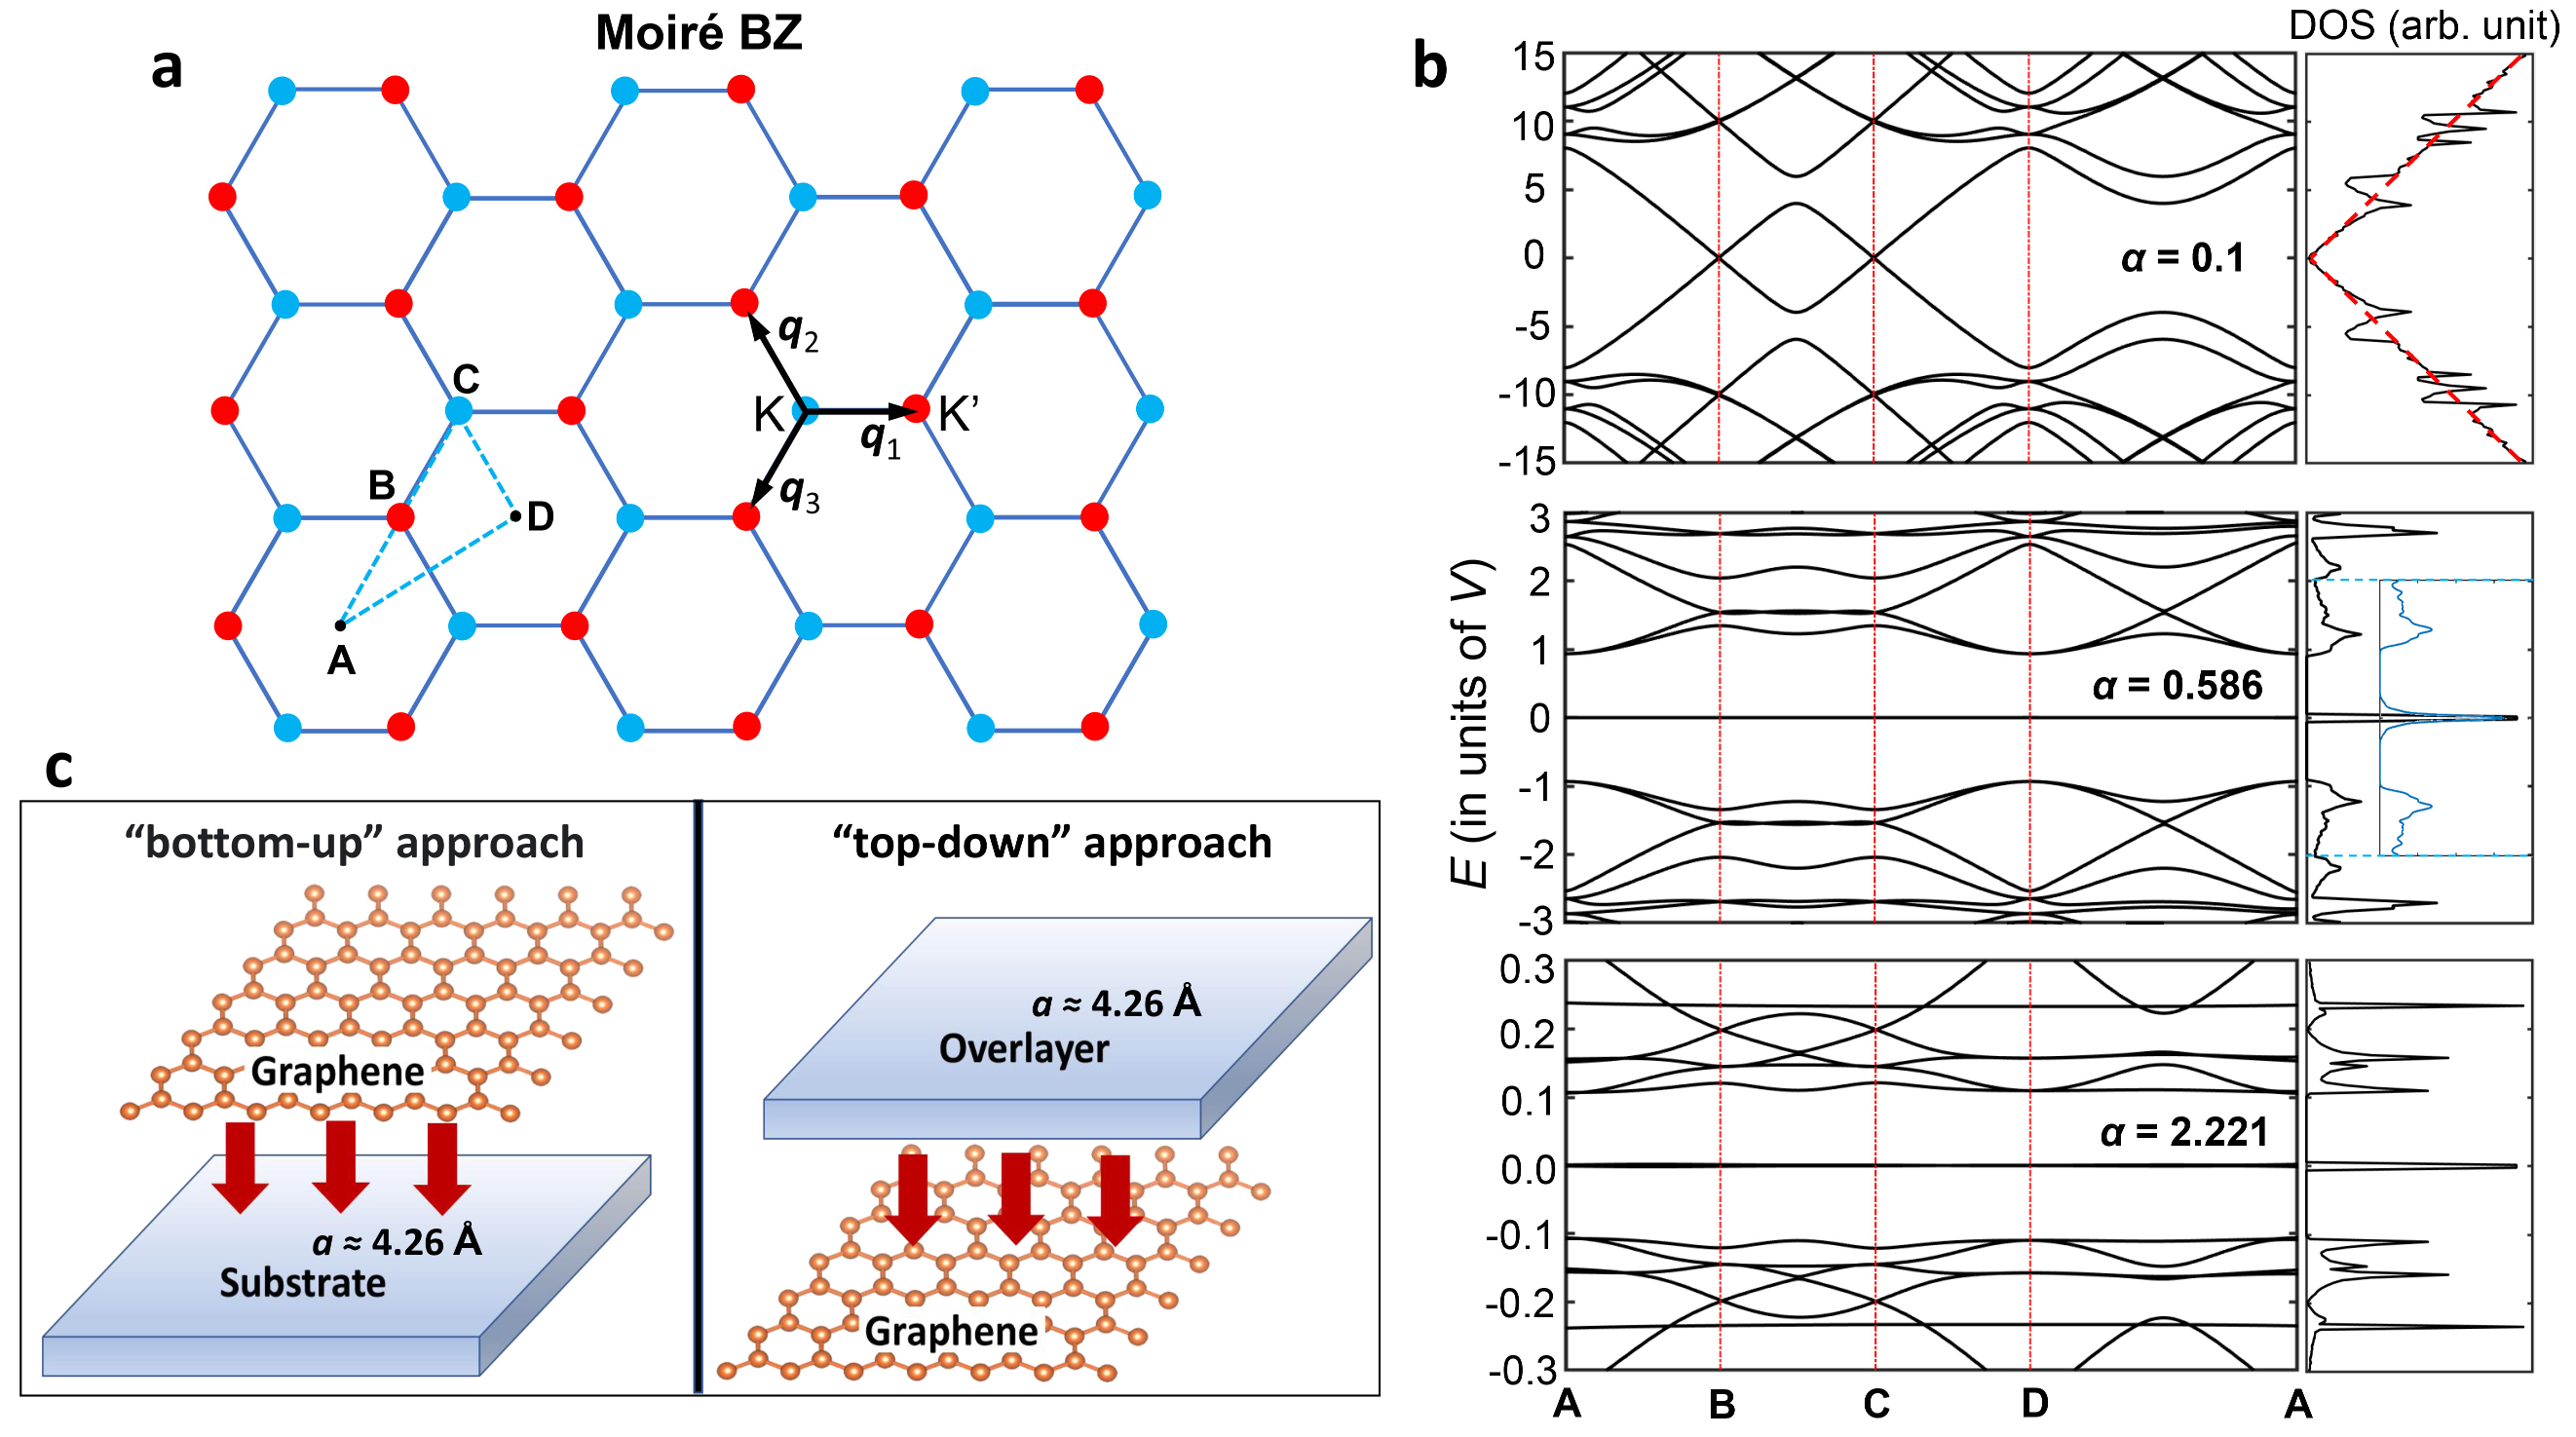 Moiré BZ
a
q2
C
K
K’
q1
B
q3
D
A
c
“bottom-up” approach
Graphene
a ≈ 4.26 Å
Substrate
“top-down” approach
a ≈ 4.26 Å
Overlayer
Graphene
b
DOS (arb. unit)
E (in units of V)
15
10
5
0
-5
-10
-15
α = 0.1
3
2
1
0
-1
-2
-3
α = 0.586
0.3
0.2
0.1
0.0
-0.1
-0.2
-0.3
α = 2.221
A B C D A